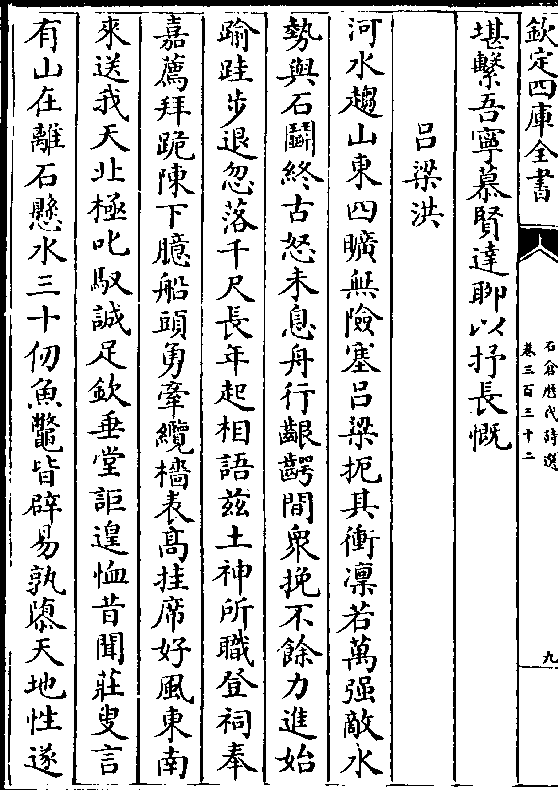 欽定四庫全書
石倉歴代詩選
卷三百三十二
九
堪繫吾寧慕賢達聊以抒長慨
吕梁洪
河水趨山東四曠無險塞吕梁扼其衝凛若萬强敵水
勢與石鬭終古怒未息舟行齦齶間衆挽不餘力進始
踰跬步退忽落千尺長年起相語兹土神所職登祠奉
嘉薦拜跪陳下臆船頭勇牽纜檣表高挂席好風東南
來送我天北極叱馭誠足欽垂堂詎遑恤昔聞莊叟言
有山在離石懸水三十仞魚鼈皆辟易孰隳天地性遂